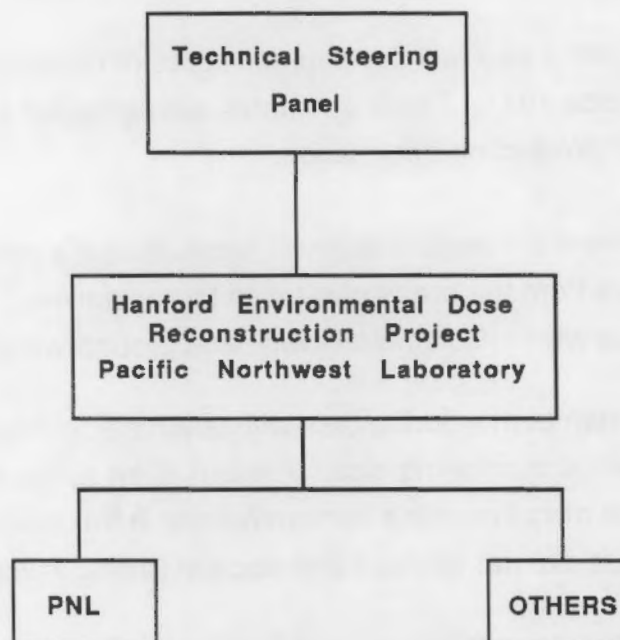 Technical Steering
Panel
Hanford Environmental Dose
Reconstruction Project
Pacific Northwest Laboratory
PNL
OTHERS